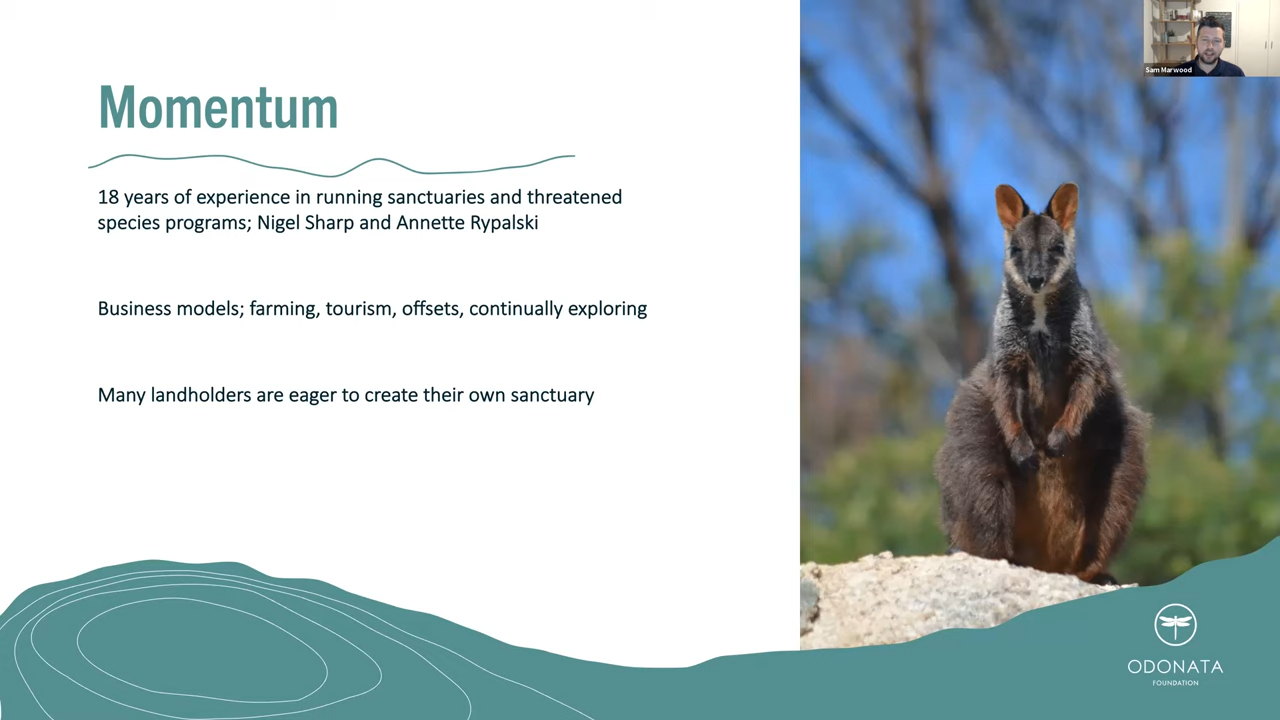 Sam Marwood
Momentum
18 years of experience in running sanctuaries and threatened
species programs; Nigel Sharp and Annette Rypalski
Business models; farming, tourism, offsets, continually exploring
Many landholders are eager to create their own sanctuary
ODONATA
FOUNDATION